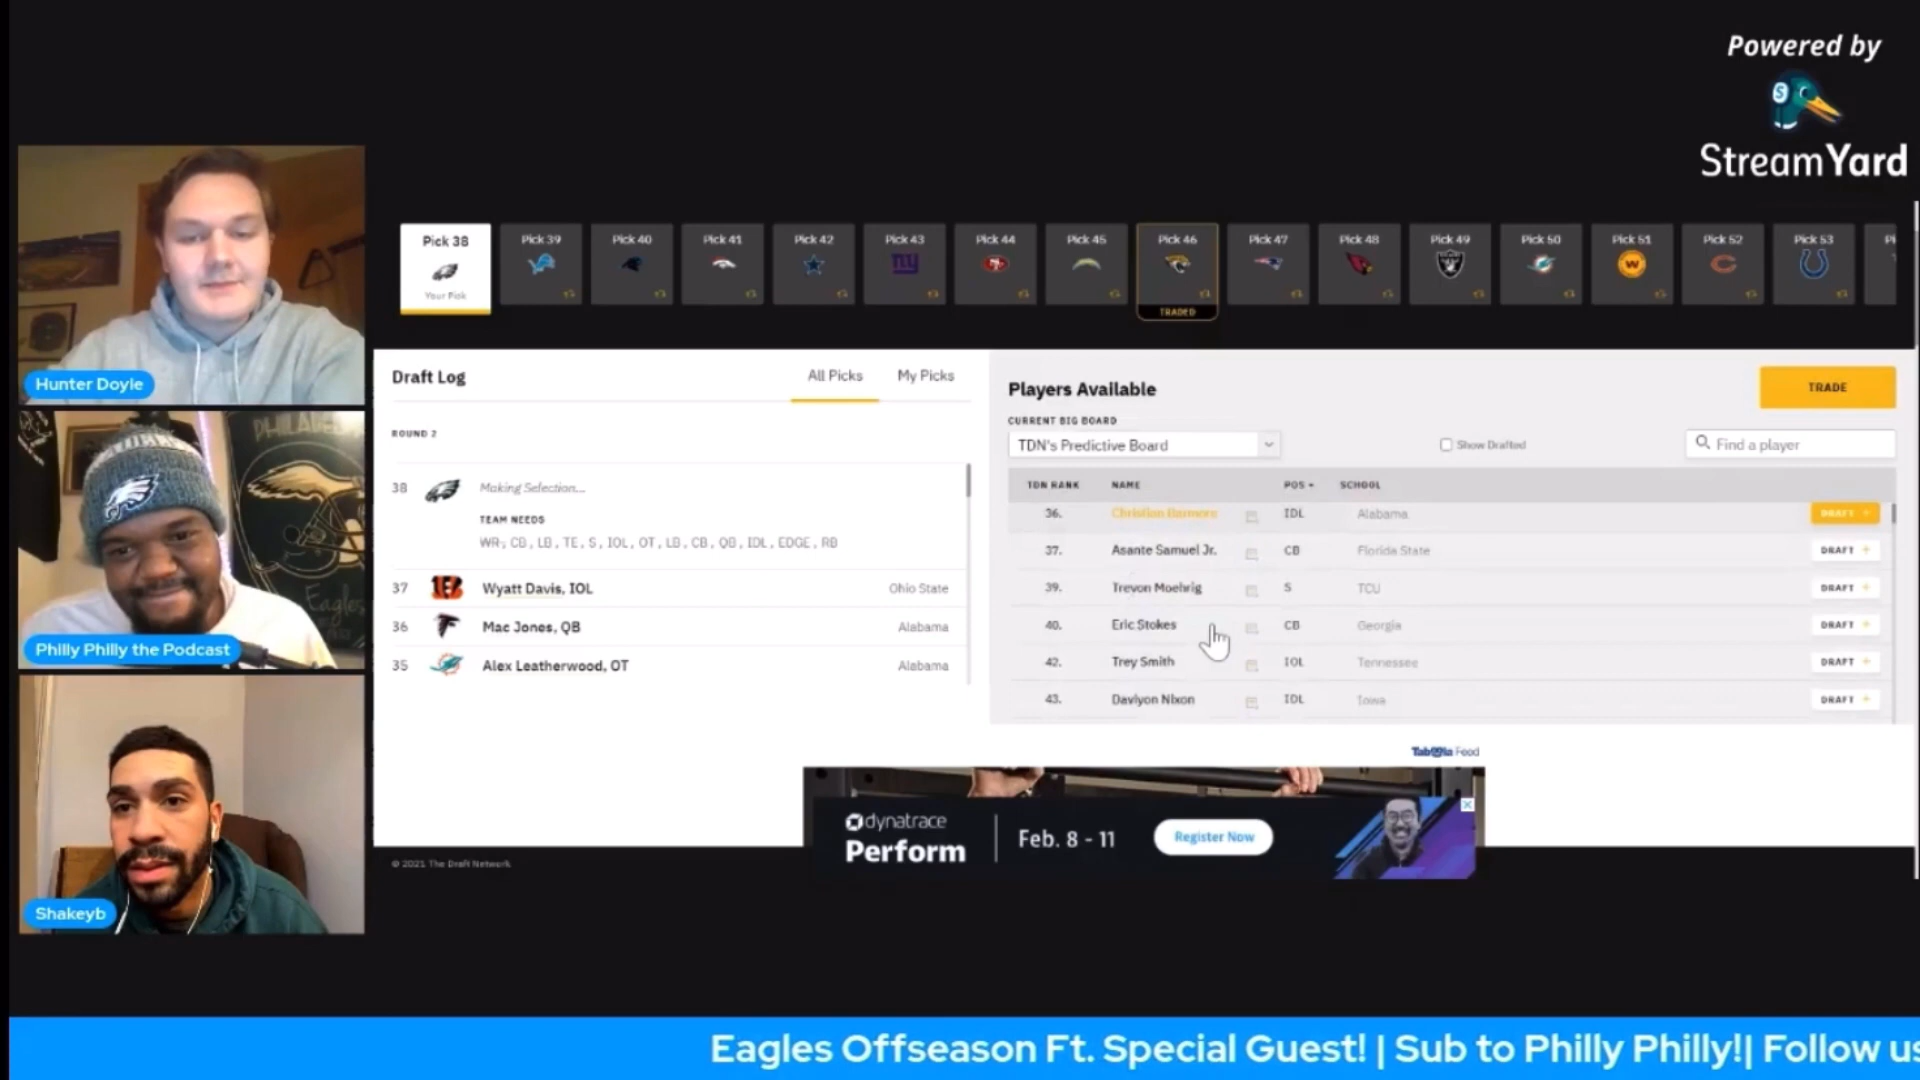 Powered by
StreamYard
Pick 38
Your Pick
Pick 39
Pick 40
Pick 41
Pick 42
Pick 43
Pick 44
Pick 45
Pick 46
TRADED
Pick 47
Pick 48
Pick 49
Pick 50
Pick 51
Pick 52
Pick 53
Hunter Doyle
PHILADE
Eagles
Philly Philly the Podcast
Shakeyb
Draft Log
All Picks
My Picks
ROUND 2
38 Making Selection...
TEAM NEEDS
WR, CB, LB, TE, S, IOL, OT, LB, CB, QB, IDL, EDGE, RB
37 Wyatt Davis, IOL Ohio State
36 Mac Jones, QB Alabama
35 Alex Leatherwood, OT Alabama
Players Available
TRADE
CURRENT BIG BOARD
TDN's Predictive Board
Show Drafted
Find a player
TDN RANK NAME POS SCHOOL
36. Christian Barmore IDL Alabama DRAFT +
37. Asante Samuel Jr. CB Florida State DRAFT +
39. Trevon Moehrig S TCU DRAFT +
40. Eric Stokes CB Georgia DRAFT +
42. Trey Smith IOL Tennessee DRAFT +
43. Daviyon Nixon IDL Iowa DRAFT +
Taboola Feed
dynatrace
Perform
Feb. 8 - 11
Register Now
© 2021 The Draft Network
Eagles Offseason Ft. Special Guest! | Sub to Philly Philly!| Follow us